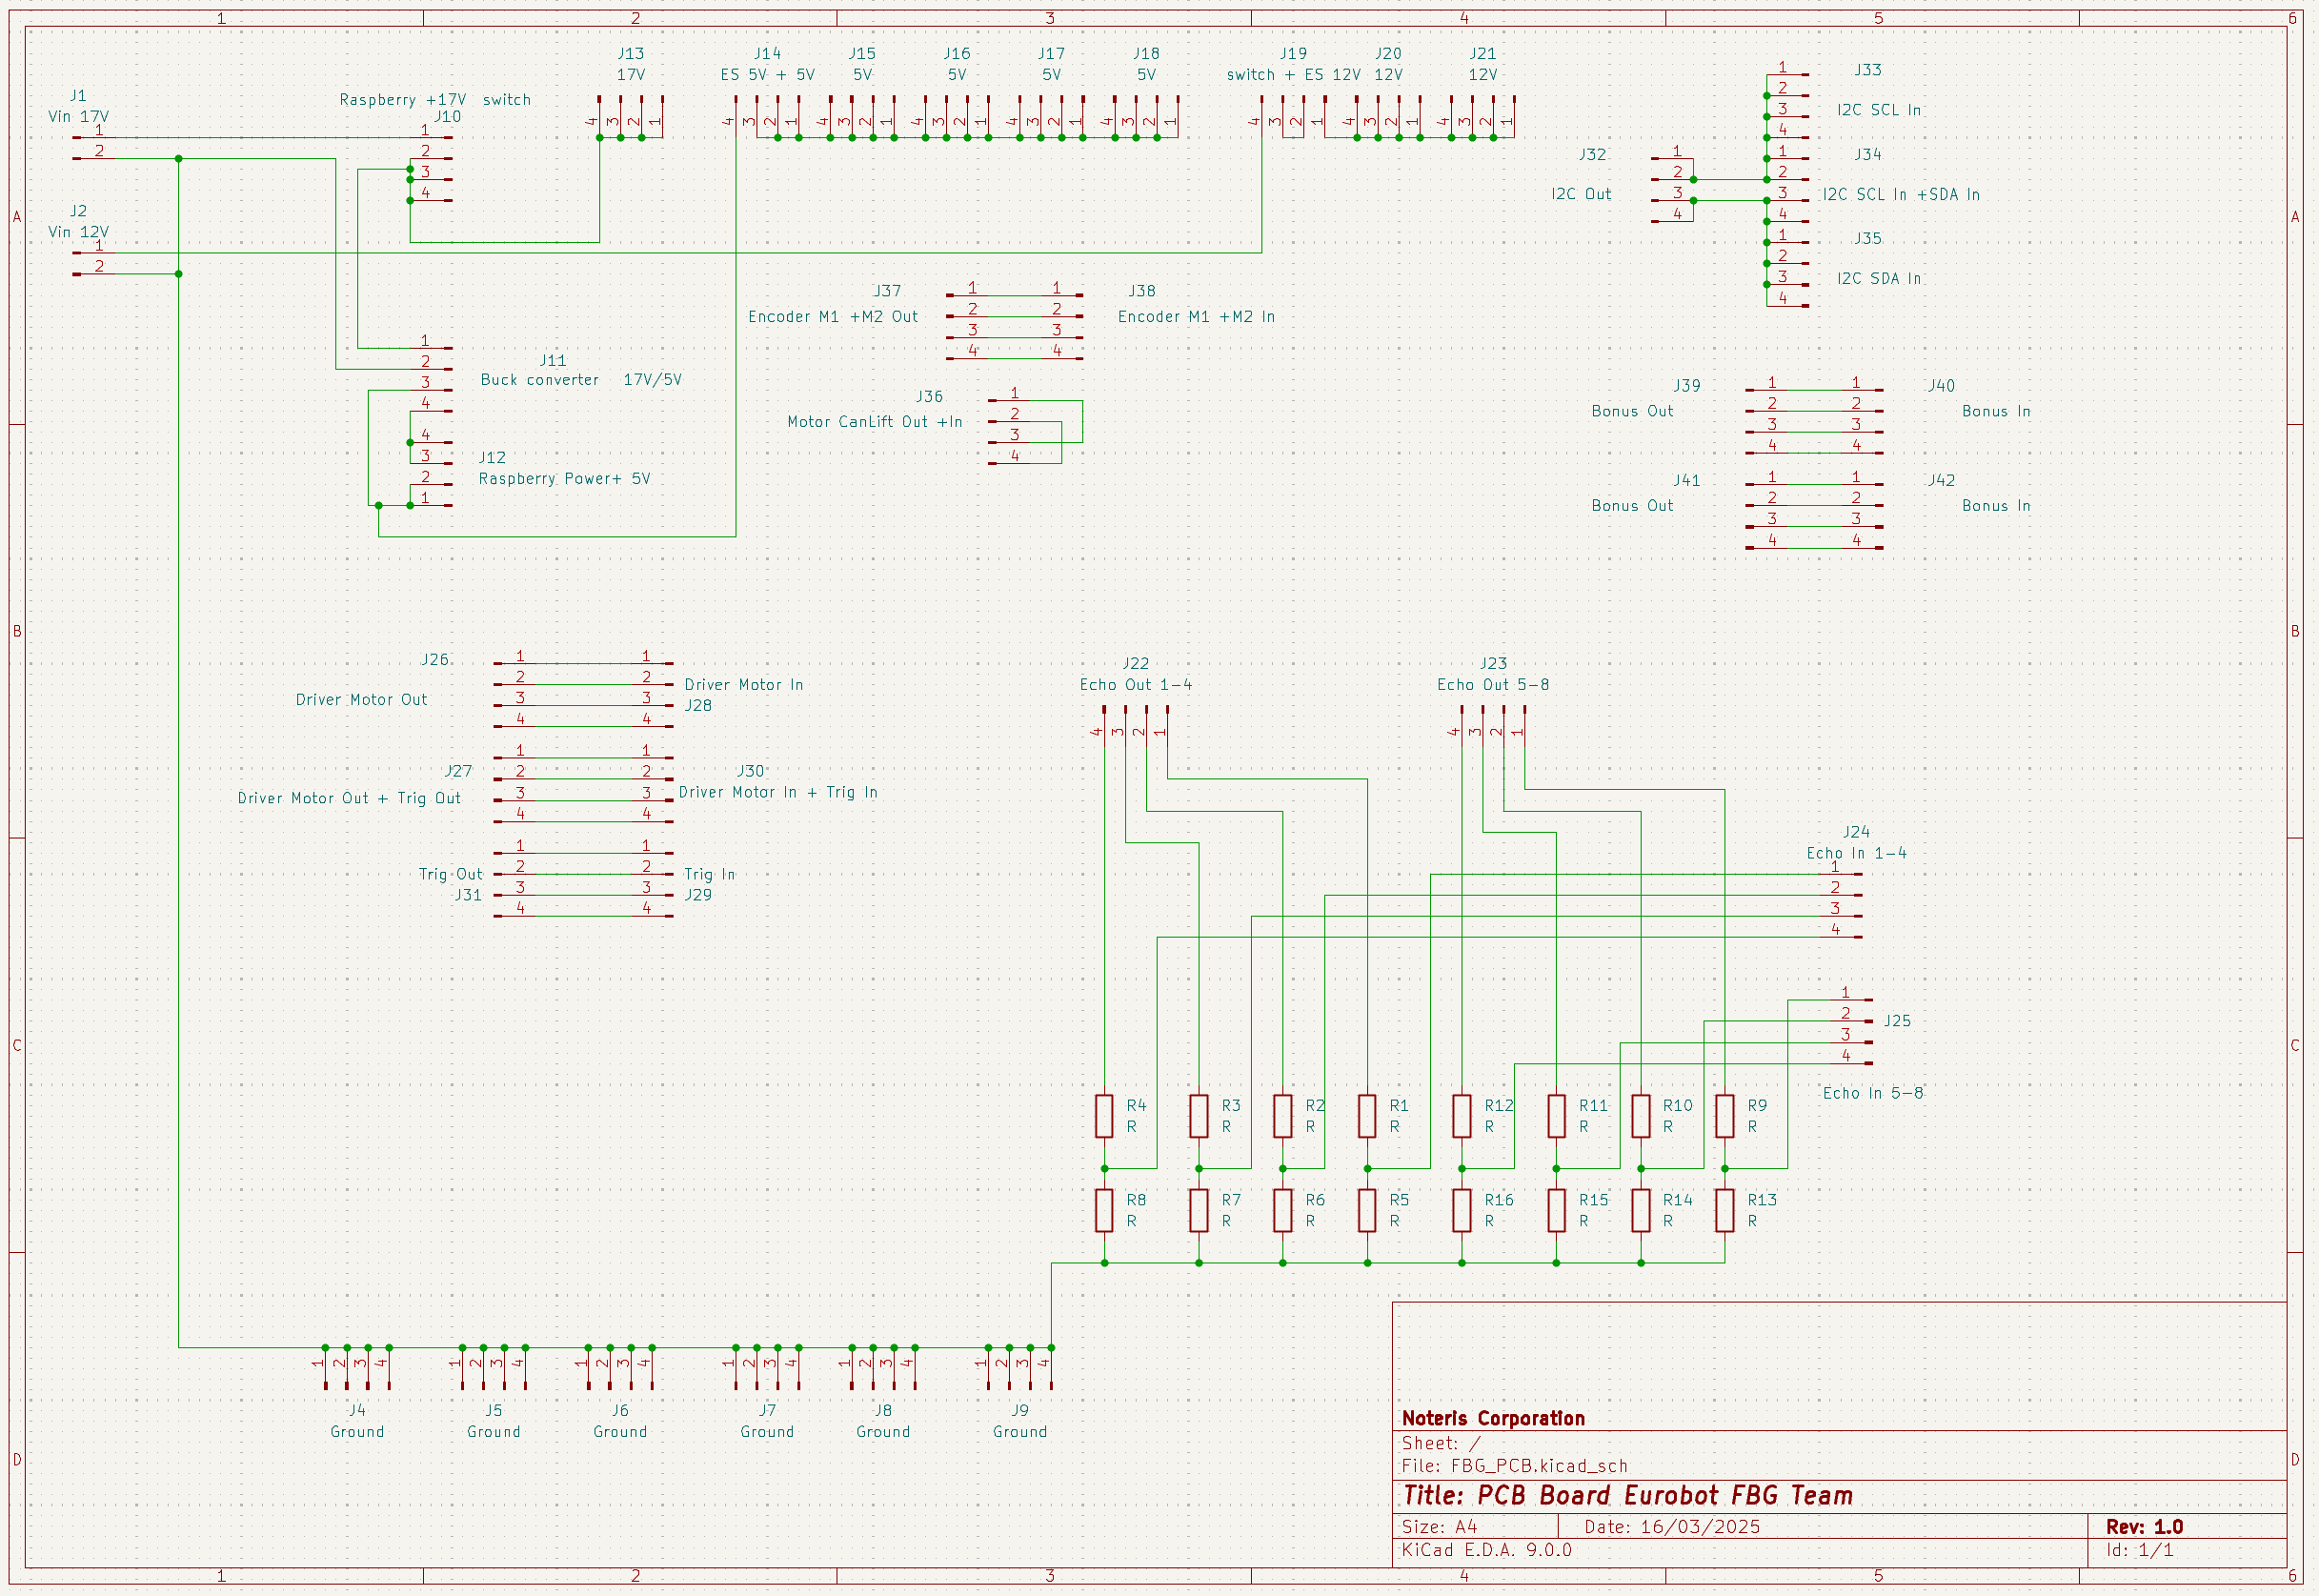 1 2 3 4 5 6
J13 J14 J15 J16 J17 J18 J19 J20 J21
17V ES 5V + 5V 5V 5V 5V 5V switch + ES 12V 12V 12V
J33
1
2
I2C SCL In
3
4
J1
Vin 17V
1
2
Raspberry +17V switch
J10
1
2
3
4
4 3 2 1 4 3 2 1 4 3 2 1 4 3 2 1 4 3 2 1 4 3 2 1 4 3 2 1 4 3 2 1 4 3 2 1
J32
I2C Out
1
2
3
4
J34
I2C SCL In +SDA In
1
2
3
4
A A
J2
Vin 12V
1
2
J35
I2C SDA In
1
2
3
4
J37
Encoder M1 +M2 Out
1 1
2 2
3 3
4 4
J38
Encoder M1 +M2 In
J11
Buck converter 17V/5V
1
2
3
4
J36
Motor CanLift Out +In
1
2
3
4
J39
Bonus Out
1 1
2 2
3 3
4 4
J40
Bonus In
4
3
2
1
J12
Raspberry Power+ 5V
J41
Bonus Out
1 1
2 2
3 3
4 4
J42
Bonus In
B B
J26
Driver Motor Out
1 1
2 2
3 3
4 4
Driver Motor In
J28
J22
Echo Out 1-4
4 3 2 1
J23
Echo Out 5-8
4 3 2 1
J27
Driver Motor Out + Trig Out
1 1
2 2
3 3
4 4
J30
Driver Motor In + Trig In
J24
Echo In 1-4
1
2
3
4
Trig Out
J31
1 1
2 2
3 3
4 4
Trig In
J29
C C
1
2
3
4
J25
Echo In 5-8
R4 R3 R2 R1 R12 R11 R10 R9
R R R R R R R R
R8 R7 R6 R5 R16 R15 R14 R13
R R R R R R R R
1 2 3 4 1 2 3 4 1 2 3 4 1 2 3 4 1 2 3 4 1 2 3 4
J4 J5 J6 J7 J8 J9
Ground Ground Ground Ground Ground Ground
D D
Noteris Corporation
Sheet: /
File: FBG_PCB.kicad_sch
Title: PCB Board Eurobot FBG Team
Size: A4 Date: 16/03/2025 Rev: 1.0
KiCad E.D.A. 9.0.0 Id: 1/1
1 2 3 4 5 6